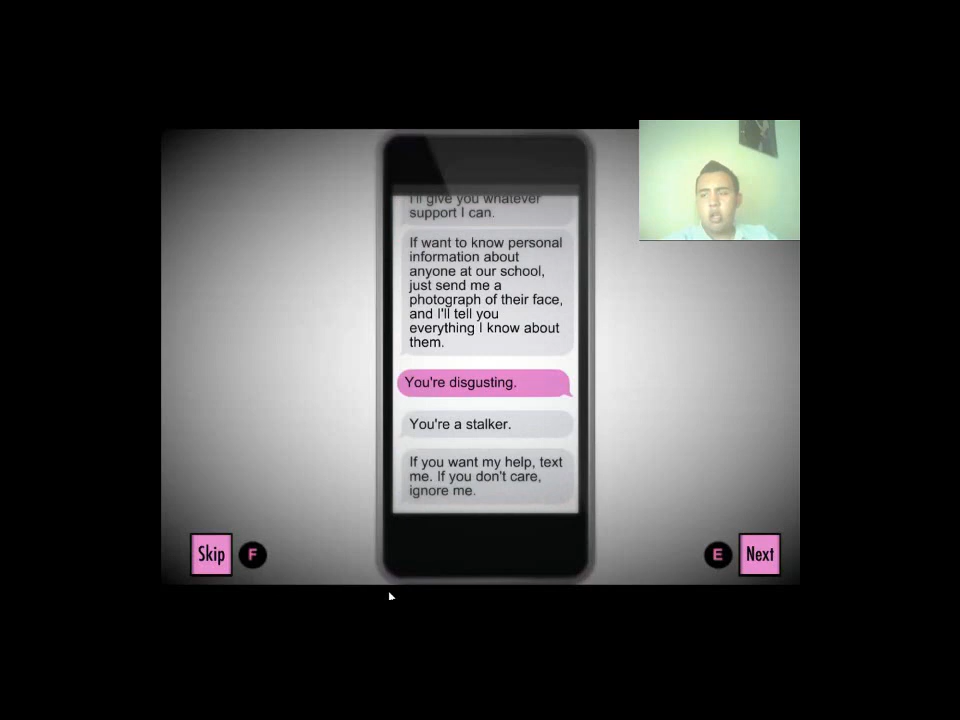 I'll give you whatever
support I can.
If want to know personal
information about
anyone at our school,
just send me a
photograph of their face,
and I'll tell you
everything I know about
them.
You're disgusting.
You're a stalker.
If you want my help, text
me. If you don't care,
ignore me.
Skip F
E Next